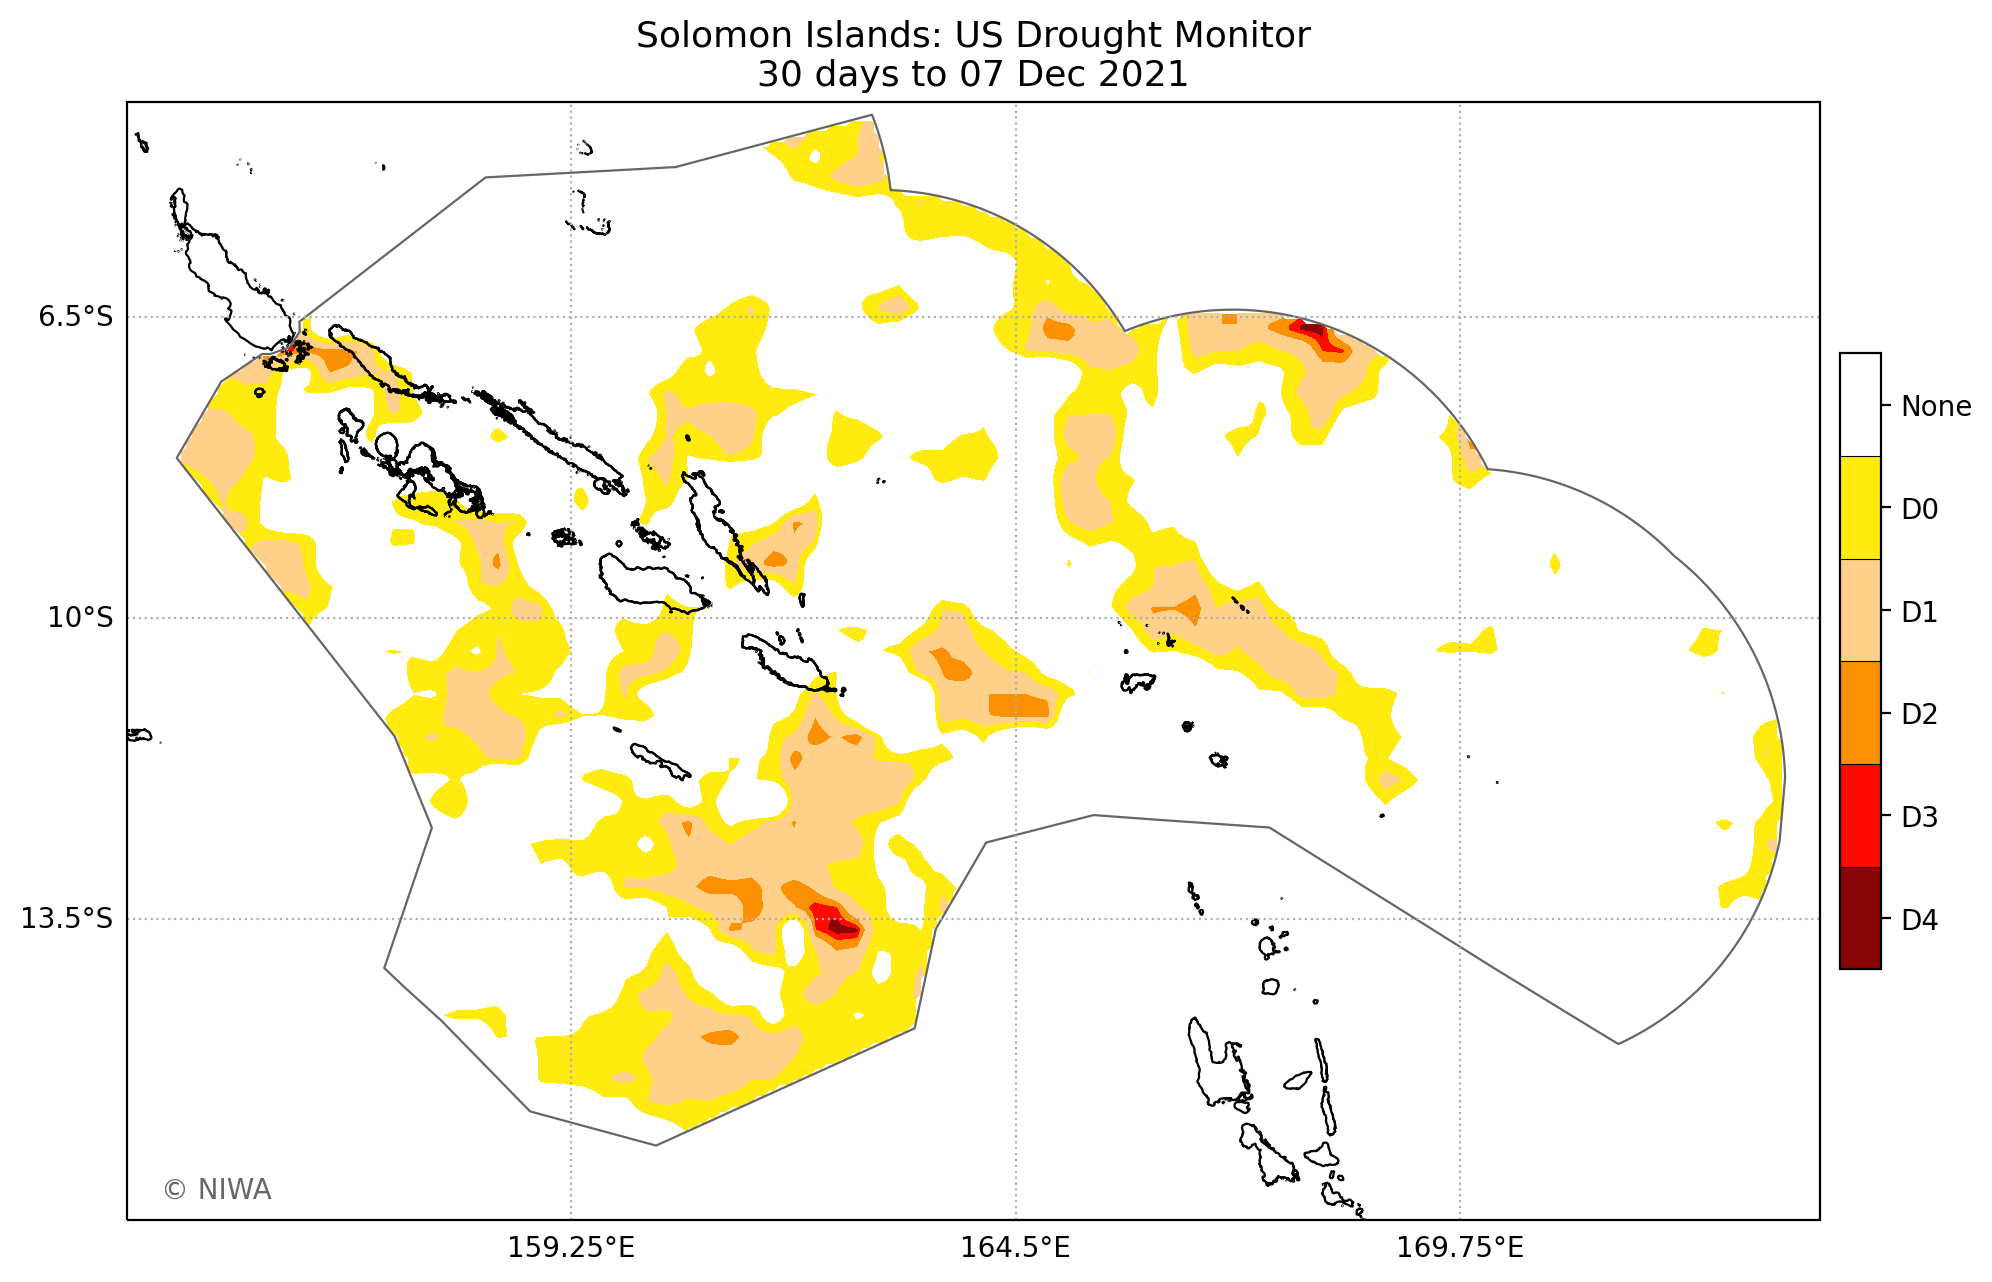 Solomon Islands: US Drought Monitor
30 days to 07 Dec 2021
6.5°S
10°S
13.5°S
159.25°E
164.5°E
169.75°E
None
D0
D1
D2
D3
D4
© NIWA